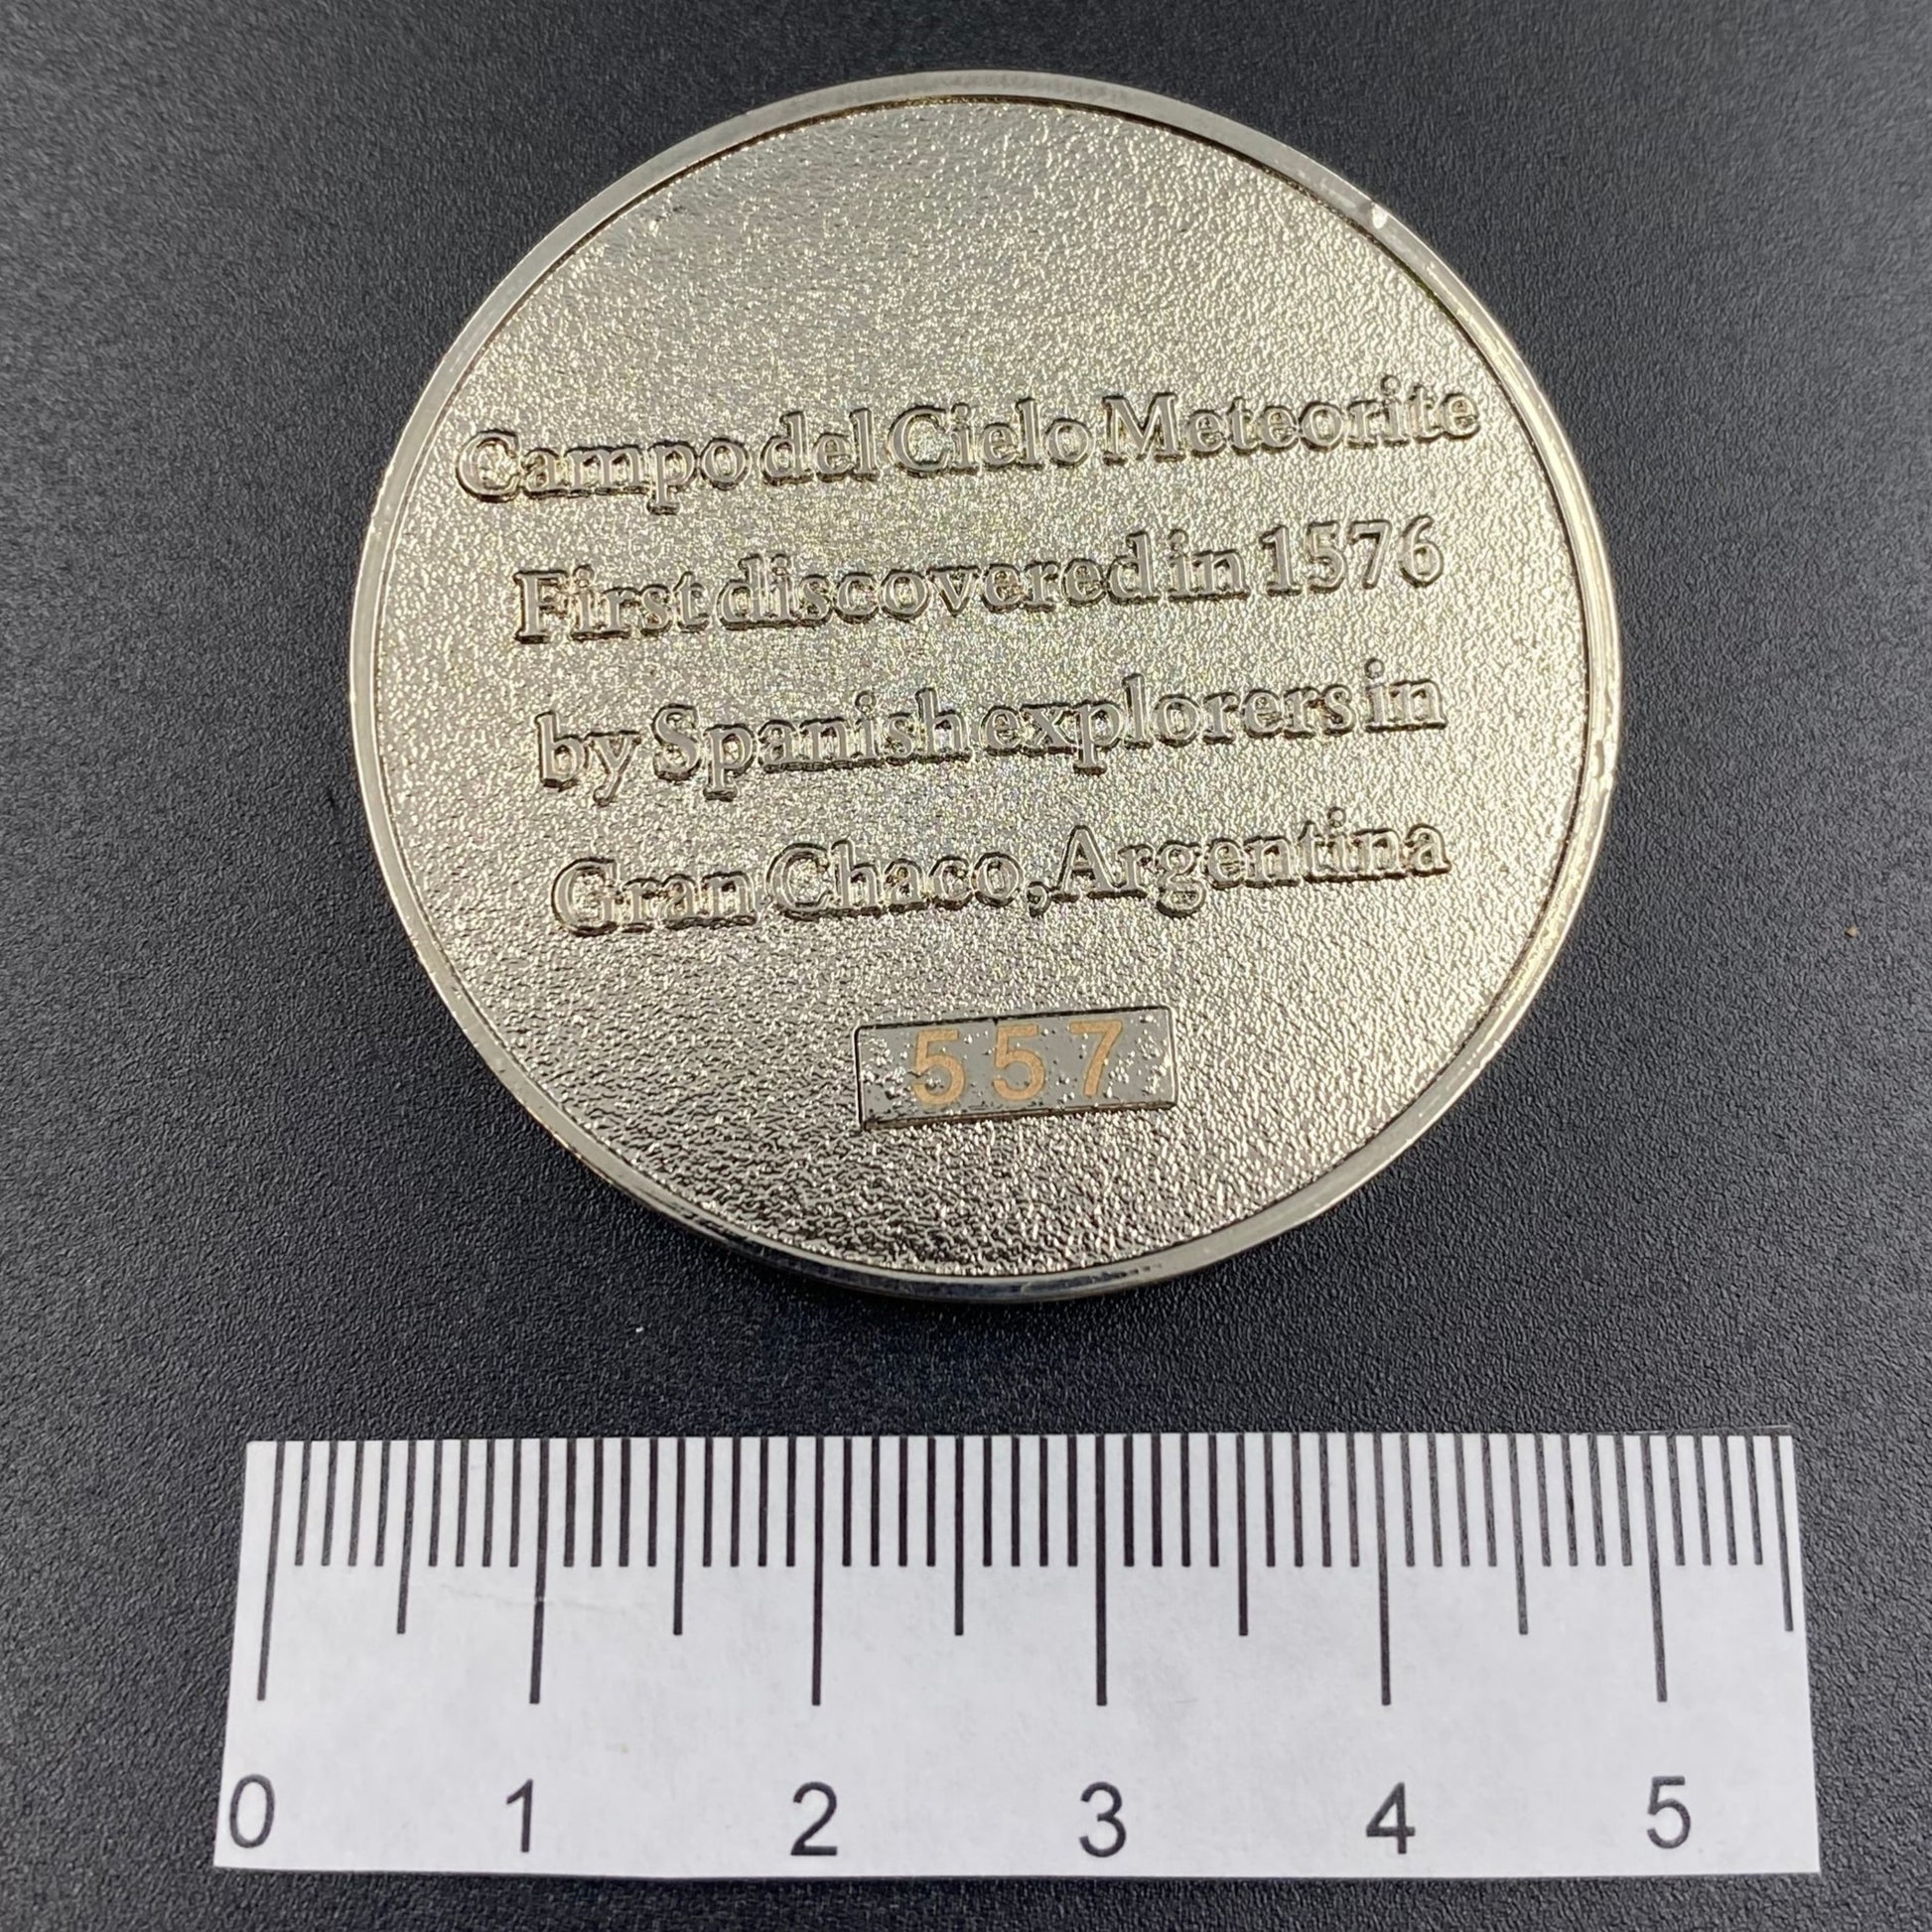 Campo del Cielo Meteorite
First discovered in 1576
by Spanish explorers in
Gran Chaco, Argentina
557
0 1 2 3 4 5